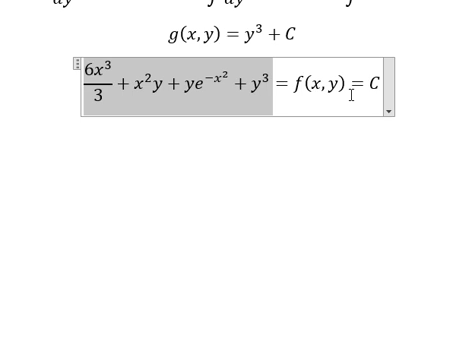 g(x, y) = y³ + C
6x³/3 + x²y + ye^(−x²) + y³ = f(x, y) = C